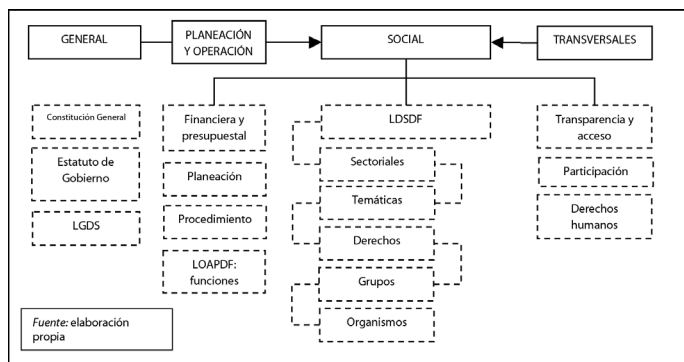 GENERAL
PLANEACIÓN
Y OPERACIÓN
SOCIAL
TRANSVERSALES
Constitución General
Estatuto de
Gobierno
LGDS
Financiera y
presupuestal
Planeación
Procedimiento
LOAPDF:
funciones
LDSDF
Sectoriales
Temáticas
Derechos
Grupos
Organismos
Transparencia y
acceso
Participación
Derechos
humanos
Fuente: elaboración
propia